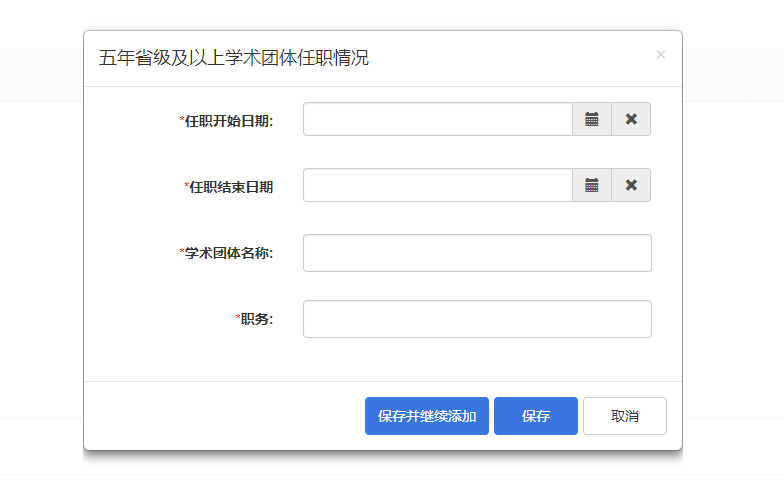 五年省级及以上学术团体任职情况
×
*任职开始日期:
*任职结束日期
*学术团体名称:
*职务:
保存并继续添加 保存 取消